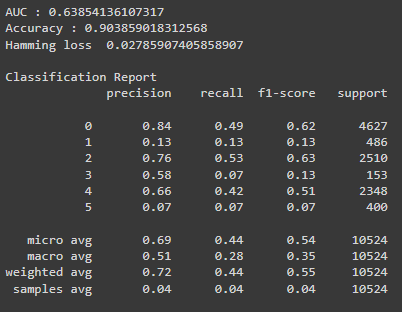 AUC : 0.63854136107317
Accuracy : 0.903859018312568
Hamming loss  0.02785907405858907
Classification Report
precision recall f1-score support
0 0.84 0.49 0.62 4627
1 0.13 0.13 0.13 486
2 0.76 0.53 0.63 2510
3 0.58 0.07 0.13 153
4 0.66 0.42 0.51 2348
5 0.07 0.07 0.07 400
micro avg 0.69 0.44 0.54 10524
macro avg 0.51 0.28 0.35 10524
weighted avg 0.72 0.44 0.55 10524
samples avg 0.04 0.04 0.04 10524